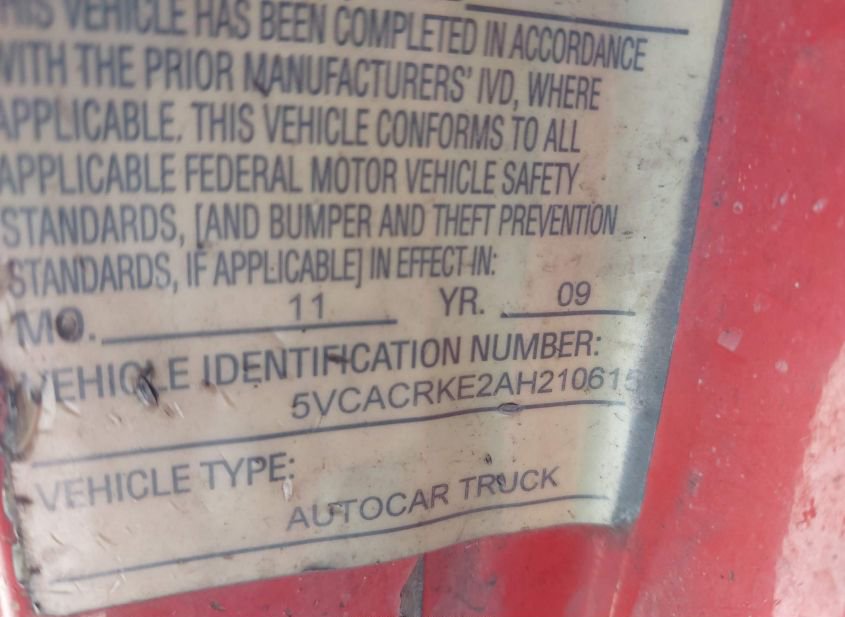 THIS VEHICLE HAS BEEN COMPLETED IN ACCORDANCE
WITH THE PRIOR MANUFACTURERS' IVD, WHERE
APPLICABLE. THIS VEHICLE CONFORMS TO ALL
APPLICABLE FEDERAL MOTOR VEHICLE SAFETY
STANDARDS, [AND BUMPER AND THEFT PREVENTION
STANDARDS, IF APPLICABLE] IN EFFECT IN:
MO. 11 YR. 09
VEHICLE IDENTIFICATION NUMBER:
5VCACRKE2AH210615
VEHICLE TYPE:
AUTOCAR TRUCK